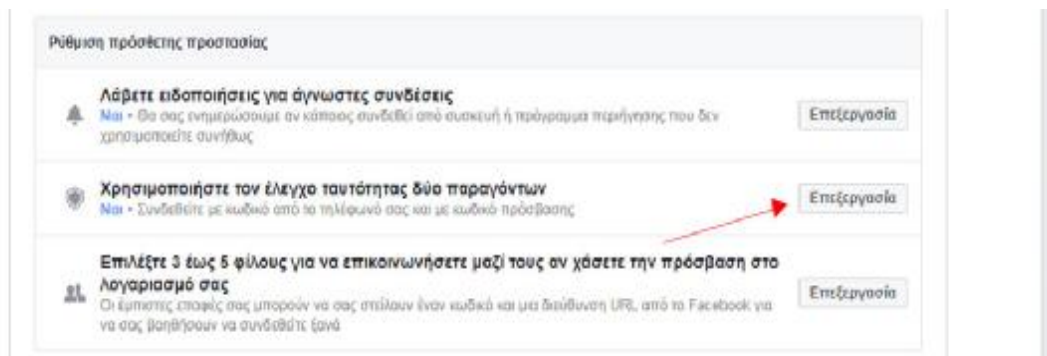 Ρύθμιση πρόσθετης προστασίας
Λάβετε ειδοποιήσεις για άγνωστες συνδέσεις
Ναι • Θα σας ενημερώσουμε αν κάποιος συνδεθεί από συσκευή ή πρόγραμμα περιήγησης που δεν
χρησιμοποιείτε συνήθως
Επεξεργασία
Χρησιμοποιήστε τον έλεγχο ταυτότητας δύο παραγόντων
Ναι • Συνδεθείτε με κωδικό από το τηλέφωνό σας και με κωδικό πρόσβασης
Επεξεργασία
Επιλέξτε 3 έως 5 φίλους για να επικοινωνήσετε μαζί τους αν χάσετε την πρόσβαση στο
λογαριασμό σας
Οι έμπιστες επαφές σας μπορούν να σας στείλουν έναν κωδικό και μια διεύθυνση URL, από το Facebook για
να σας βοηθήσουν να συνδεθείτε ξανά
Επεξεργασία